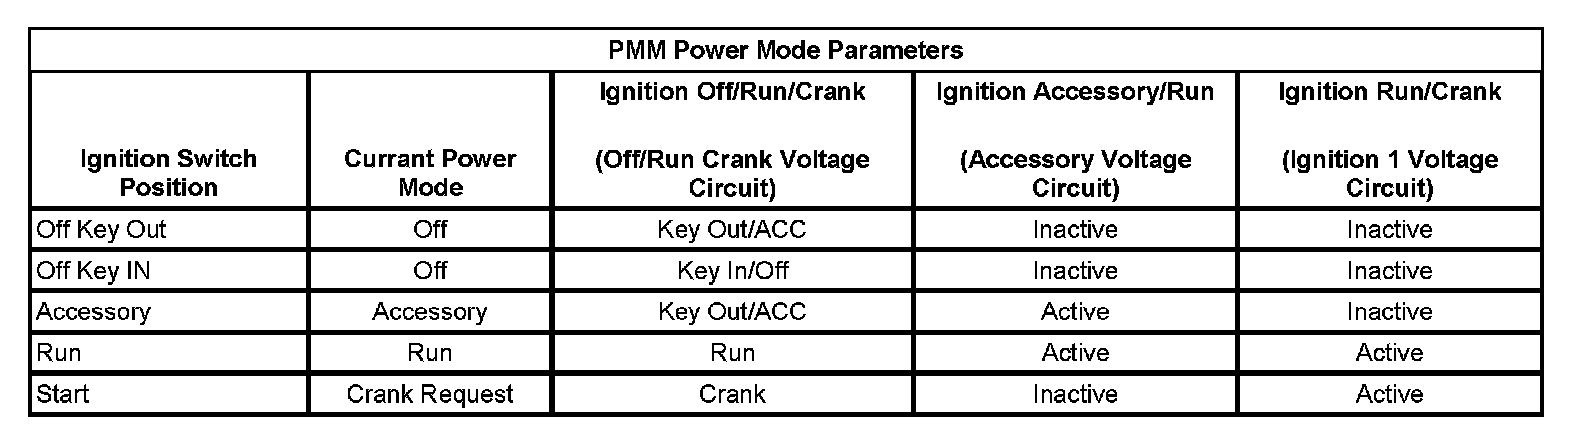 PMM Power Mode Parameters
Ignition Switch Position
Currant Power Mode
Ignition Off/Run/Crank
(Off/Run Crank Voltage Circuit)
Ignition Accessory/Run
(Accessory Voltage Circuit)
Ignition Run/Crank
(Ignition 1 Voltage Circuit)
Off Key Out Off Key Out/ACC Inactive Inactive
Off Key IN Off Key In/Off Inactive Inactive
Accessory Accessory Key Out/ACC Active Inactive
Run Run Run Active Active
Start Crank Request Crank Inactive Active